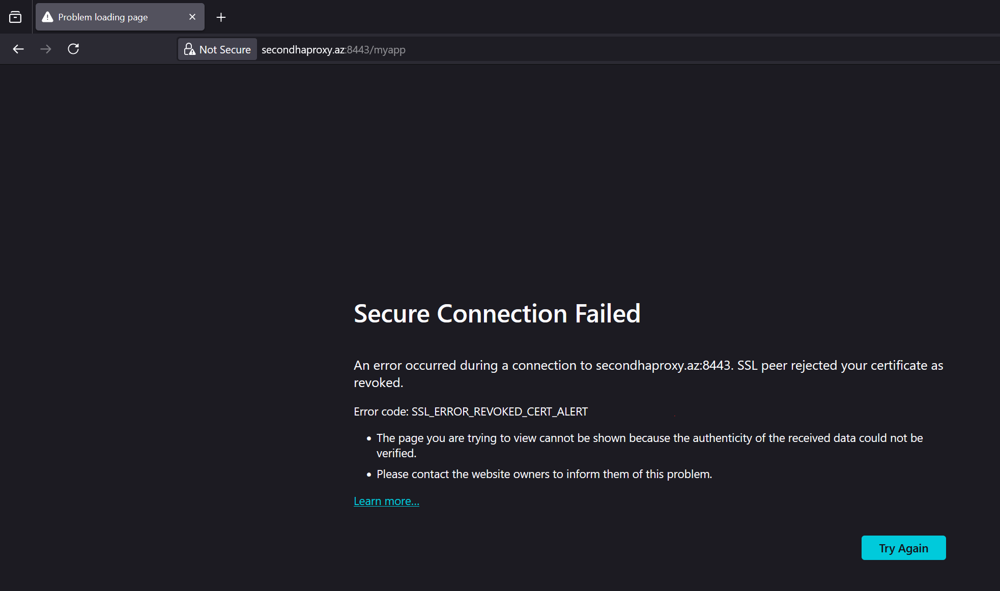 Problem loading page
Not Secure secondhaproxy.az:8443/myapp
Secure Connection Failed
An error occurred during a connection to secondhaproxy.az:8443. SSL peer rejected your certificate as
revoked.
Error code: SSL_ERROR_REVOKED_CERT_ALERT
• The page you are trying to view cannot be shown because the authenticity of the received data could not be
verified.
• Please contact the website owners to inform them of this problem.
Learn more...
Try Again